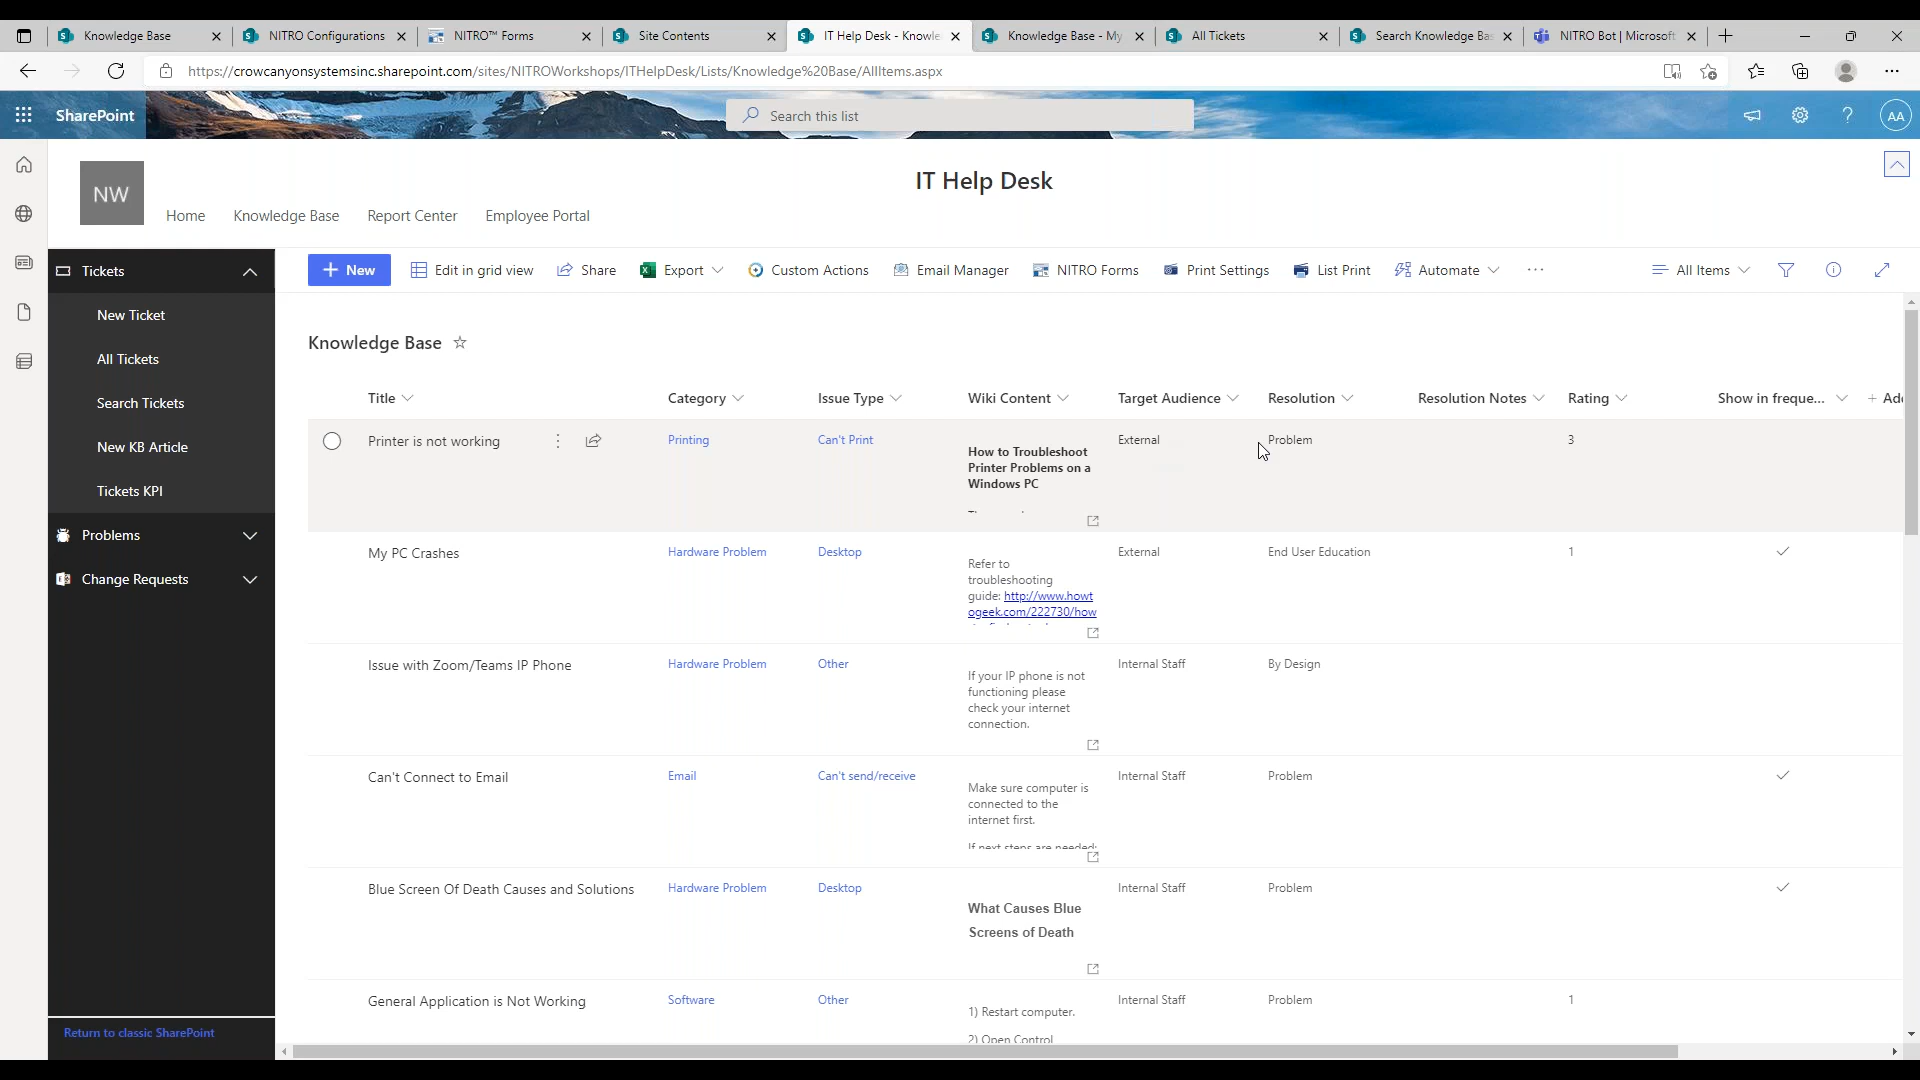 Knowledge Base
NITRO Configurations
NITRO™ Forms
Site Contents
IT Help Desk - Knowle
Knowledge Base - My
All Tickets
Search Knowledge Bas
NITRO Bot | Microsoft
https://crowcanyonsystemsinc.sharepoint.com/sites/NITROWorkshops/ITHelpDesk/Lists/Knowledge%20Base/AllItems.aspx
SharePoint
Search this list
AA
NW
IT Help Desk
Home
Knowledge Base
Report Center
Employee Portal
Tickets
New Ticket
All Tickets
Search Tickets
New KB Article
Tickets KPI
Problems
Change Requests
Return to classic SharePoint
New
Edit in grid view
Share
Export
Custom Actions
Email Manager
NITRO Forms
Print Settings
List Print
Automate
All Items
Knowledge Base
Title
Category
Issue Type
Wiki Content
Target Audience
Resolution
Resolution Notes
Rating
Show in freque...
+ Ad
Printer is not working
Printing
Can't Print
How to Troubleshoot
Printer Problems on a
Windows PC
External
Problem
3
My PC Crashes
Hardware Problem
Desktop
Refer to
troubleshooting
guide: http://www.howt
ogeek.com/222730/how
External
End User Education
1
Issue with Zoom/Teams IP Phone
Hardware Problem
Other
If your IP phone is not
functioning please
check your internet
connection.
Internal Staff
By Design
Can't Connect to Email
Email
Can't send/receive
Make sure computer is
connected to the
internet first.
If next steps are needed:
Internal Staff
Problem
Blue Screen Of Death Causes and Solutions
Hardware Problem
Desktop
What Causes Blue
Screens of Death
Internal Staff
Problem
General Application is Not Working
Software
Other
1) Restart computer.
2) Open Control
Internal Staff
Problem
1